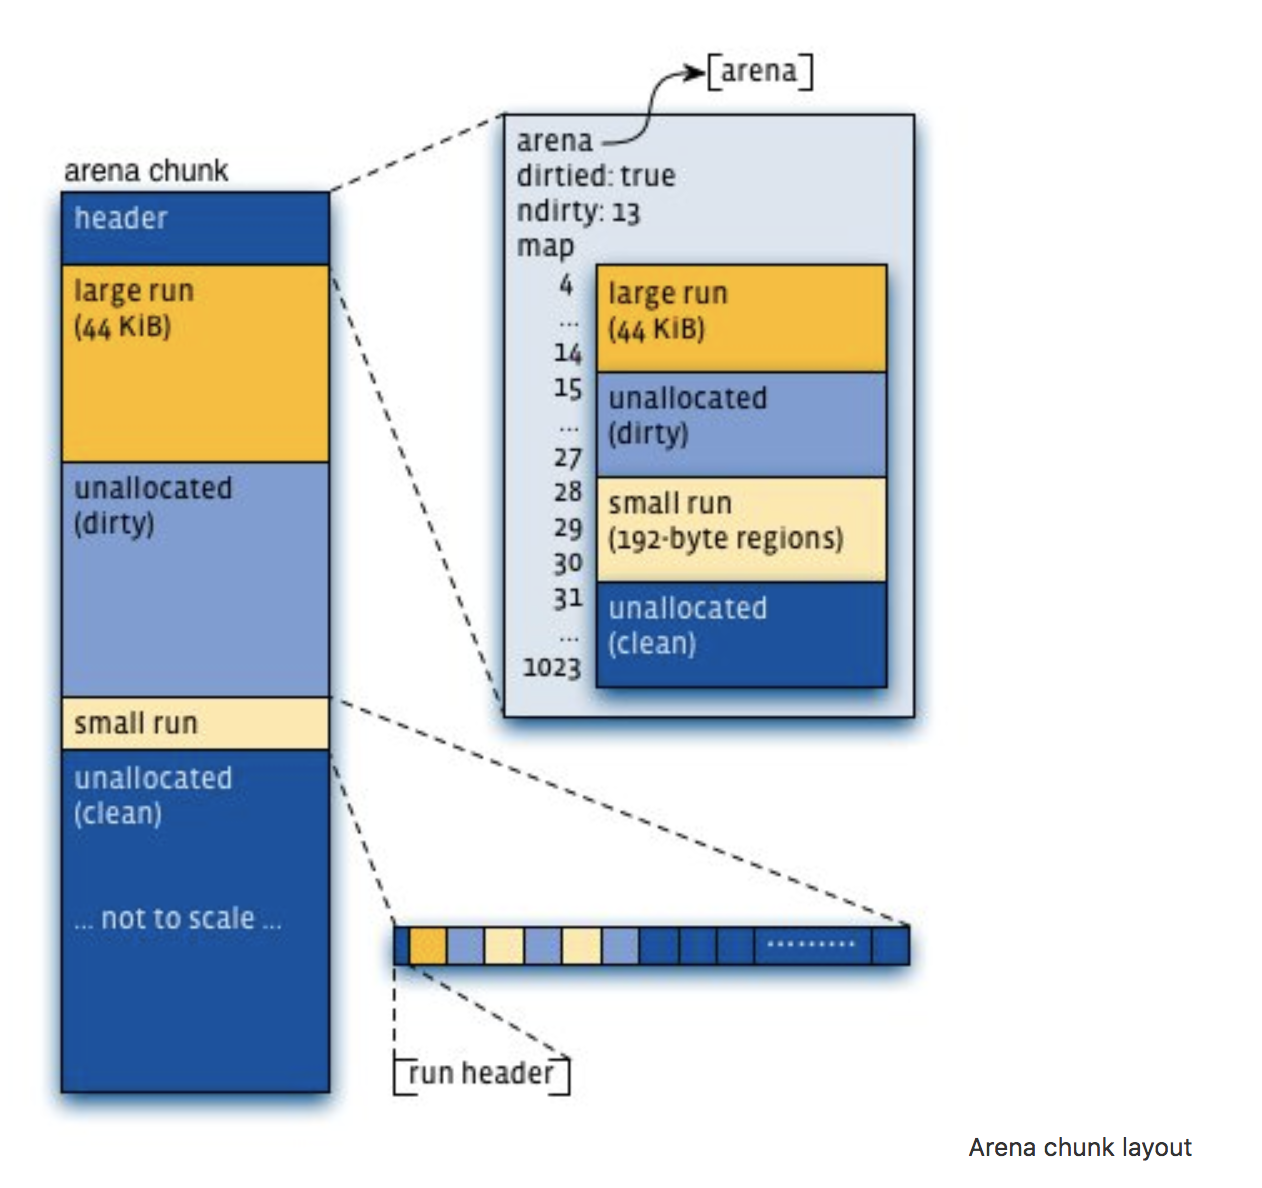 [arena]
arena
dirtied: true
ndirty: 13
map
4
...
14
15
...
27
28
29
30
31
...
1023
large run
(44 KiB)
unallocated
(dirty)
small run
(192-byte regions)
unallocated
(clean)
arena chunk
header
large run
(44 KiB)
unallocated
(dirty)
small run
unallocated
(clean)
... not to scale ...
.........
[run header]
Arena chunk layout